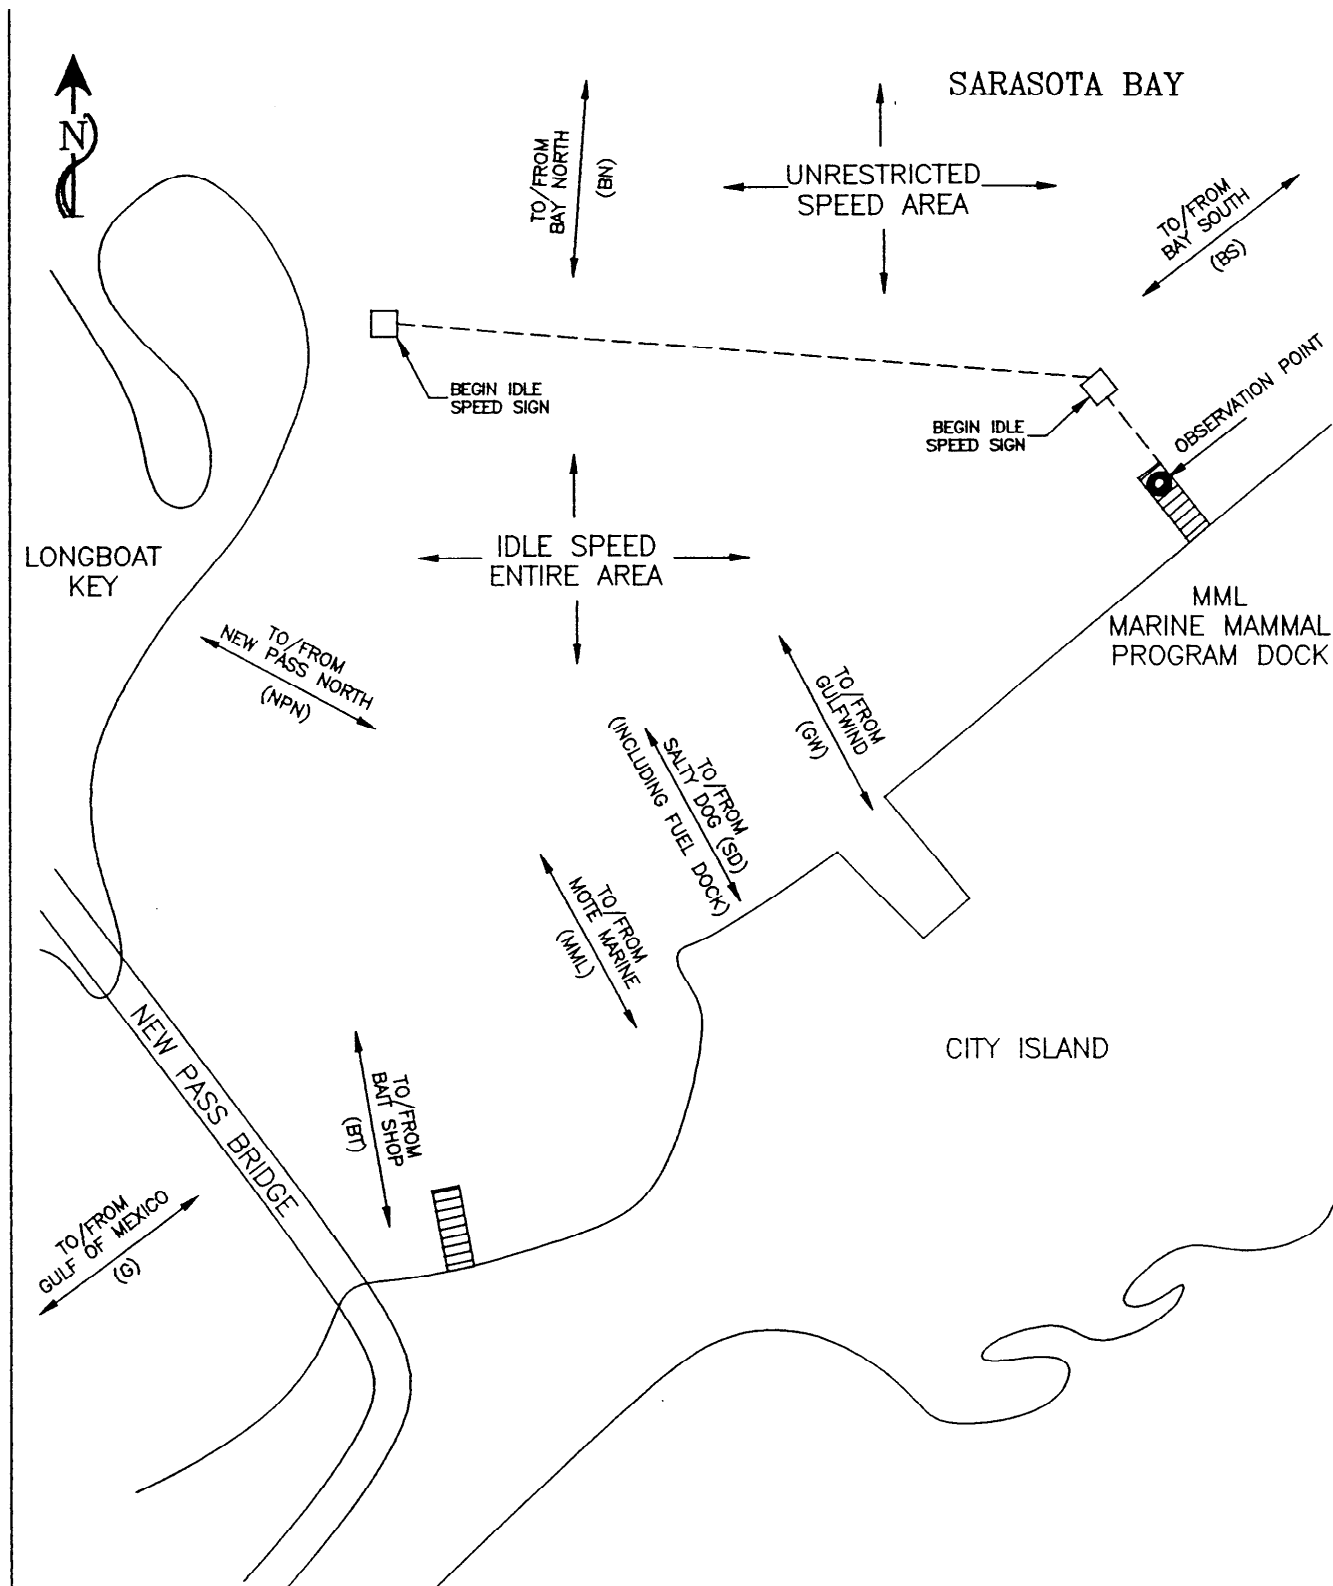 SARASOTA BAY
N
TO/FROM
BAY NORTH
(BN)
UNRESTRICTED
SPEED AREA
TO/FROM
BAY SOUTH
(BS)
BEGIN IDLE
SPEED SIGN
BEGIN IDLE
SPEED SIGN
OBSERVATION POINT
LONGBOAT
KEY
IDLE SPEED
ENTIRE AREA
MML
MARINE MAMMAL
PROGRAM DOCK
TO/FROM
NEW PASS NORTH
(NPN)
TO/FROM
GULFWIND
(GW)
TO/FROM
SALTY DOG (SD)
(INCLUDING FUEL DOCK)
TO/FROM
MOTE MARINE
(MML)
NEW PASS BRIDGE
CITY ISLAND
TO/FROM
BAIT SHOP
(BT)
TO/FROM
GULF OF MEXICO
(G)